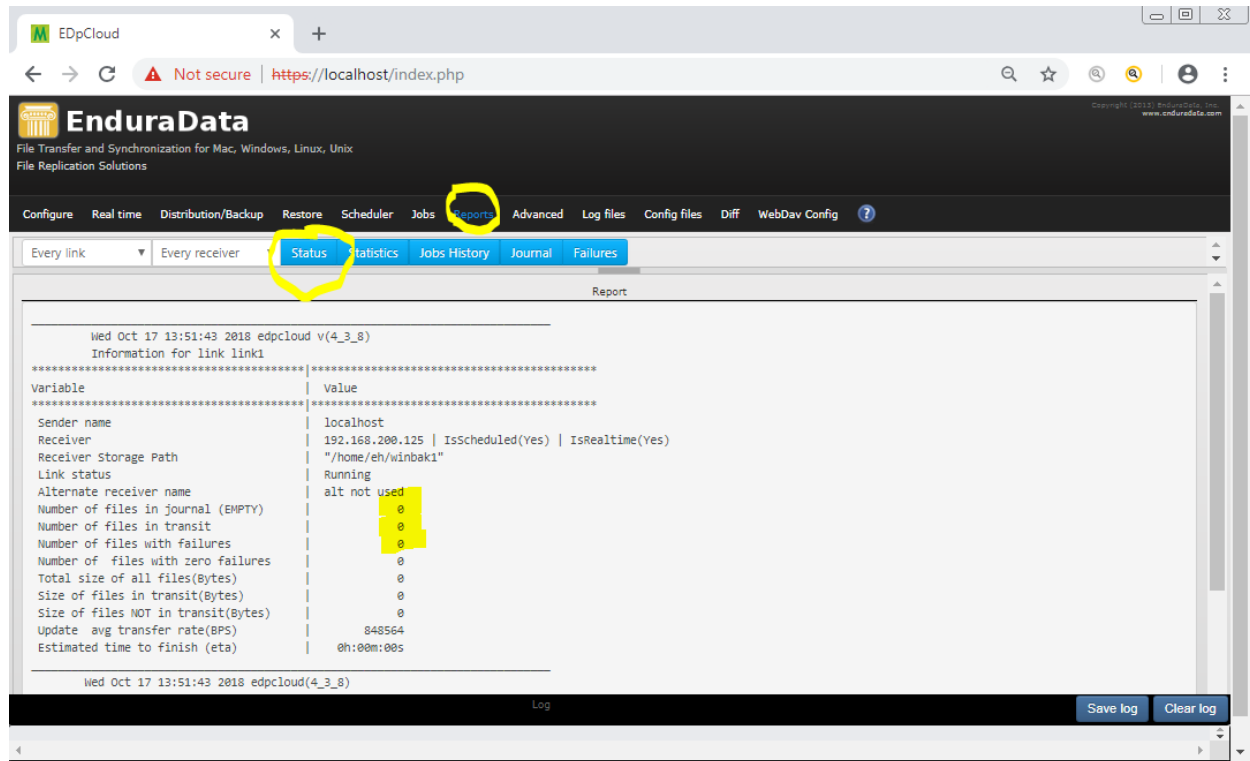 EDpCloud
Not secure | https://localhost/index.php
EnduraData
Copyright (2013) EnduraData, Inc.
www.enduradata.com
File Transfer and Synchronization for Mac, Windows, Linux, Unix
File Replication Solutions
Configure Real time Distribution/Backup Restore Scheduler Jobs Reports Advanced Log files Config files Diff WebDav Config ?
Every link Every receiver Status Statistics Jobs History Journal Failures
Report
Wed Oct 17 13:51:43 2018 edpcloud v(4_3_8)
Information for link link1
*****************************************|*******************************************
Variable | Value
*****************************************|*******************************************
Sender name | localhost
Receiver | 192.168.200.125 | IsScheduled(Yes) | IsRealtime(Yes)
Receiver Storage Path | "/home/eh/winbak1"
Link status | Running
Alternate receiver name | alt not used
Number of files in journal (EMPTY) | 0
Number of files in transit | 0
Number of files with failures | 0
Number of  files with zero failures | 0
Total size of all files(Bytes) | 0
Size of files in transit(Bytes) | 0
Size of files NOT in transit(Bytes) | 0
Update  avg transfer rate(BPS) | 848564
Estimated time to finish (eta) | 0h:00m:00s
Wed Oct 17 13:51:43 2018 edpcloud(4_3_8)
Log
Save log Clear log